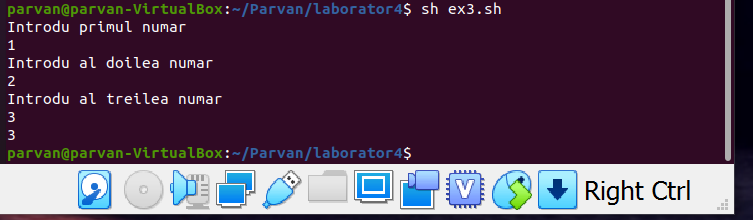 parvan@parvan-VirtualBox:~/Parvan/laborator4$ sh ex3.sh
Introdu primul numar
1
Introdu al doilea numar
2
Introdu al treilea numar
3
3
parvan@parvan-VirtualBox:~/Parvan/laborator4$
V Right Ctrl